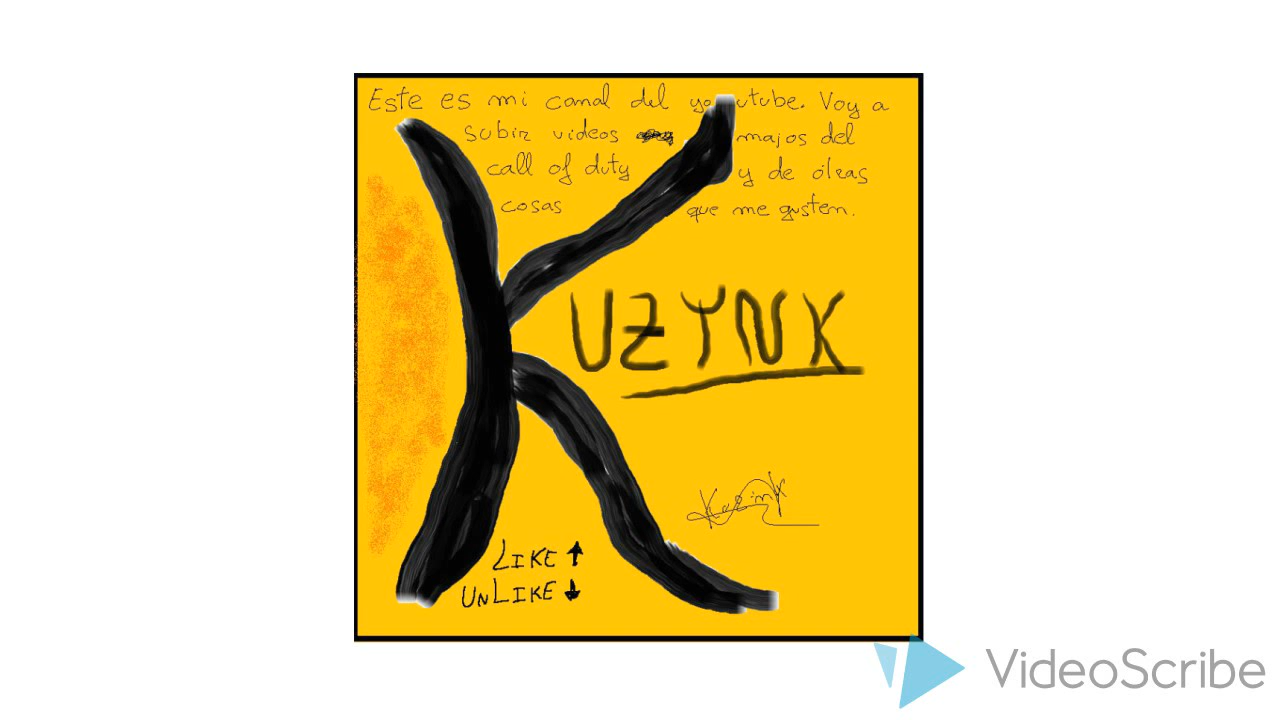 Este es mi canal del youtube. Voy a
subir videos majos del
call of duty y de otras
cosas que me gusten.
KUZYNK
Kuzink
LIKE ↑
UNLIKE ↓
VideoScribe